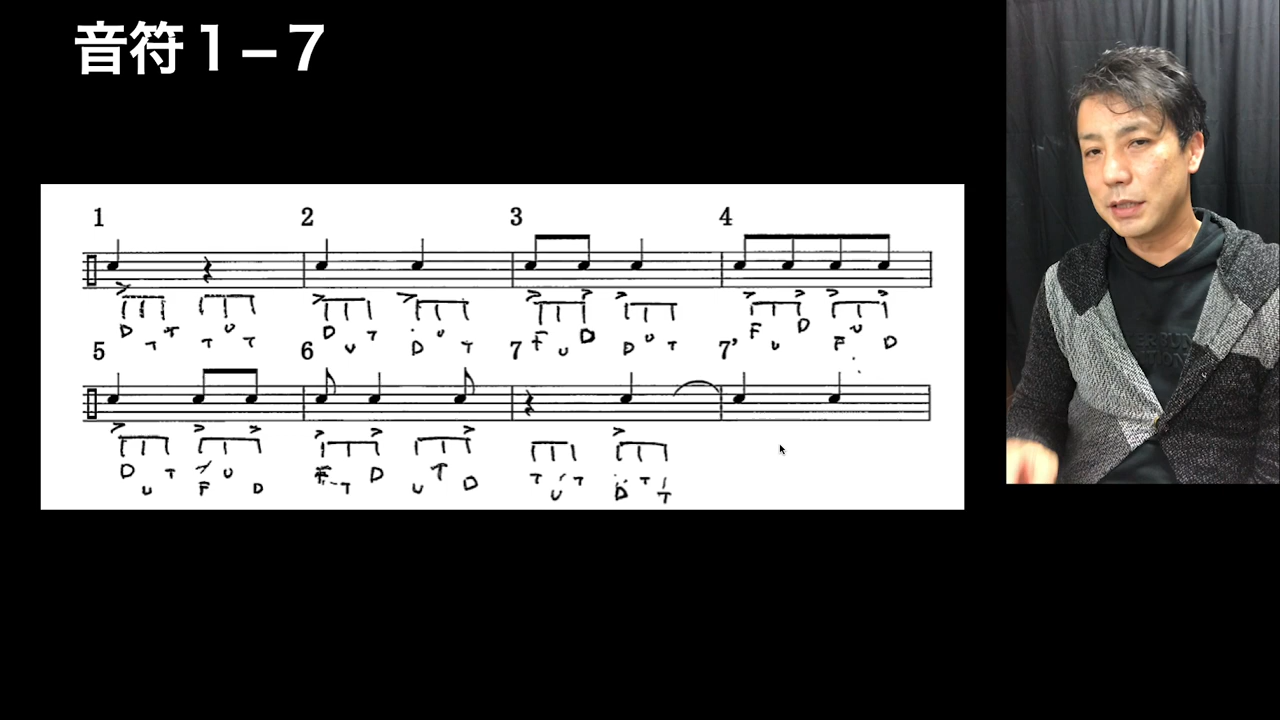 音符１−７
1 2 3 4
D T T T U T D U T D U T F U D D U T F U D F U D
5 6 7 7’
D U T F U D F T D U T D T U T D T T